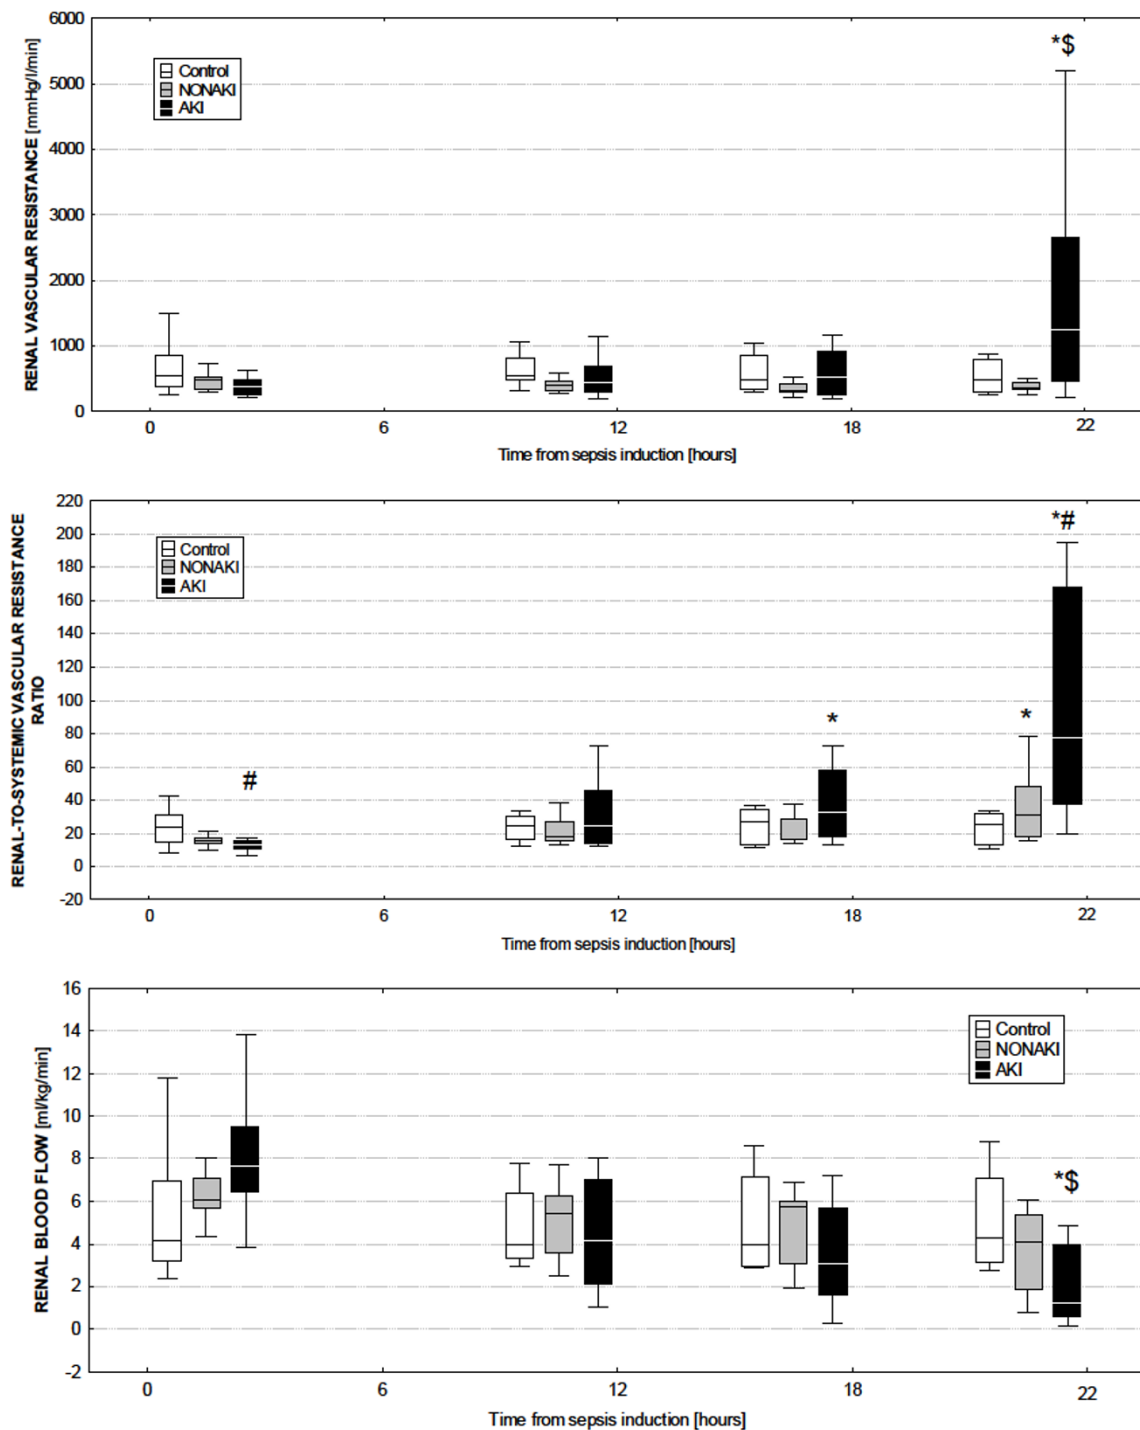 RENAL VASCULAR RESISTANCE [mmHg/l/min]
6000
5000
4000
3000
2000
1000
0
Control
NONAKI
AKI
*$
0 6 12 18 22
Time from sepsis induction [hours]
RENAL-TO-SYSTEMIC VASCULAR RESISTANCE
RATIO
220
200
180
160
140
120
100
80
60
40
20
0
-20
Control
NONAKI
AKI
#
*
*
*#
0 6 12 18 22
Time from sepsis induction [hours]
RENAL BLOOD FLOW [ml/kg/min]
16
14
12
10
8
6
4
2
0
-2
Control
NONAKI
AKI
*$
0 6 12 18 22
Time from sepsis induction [hours]